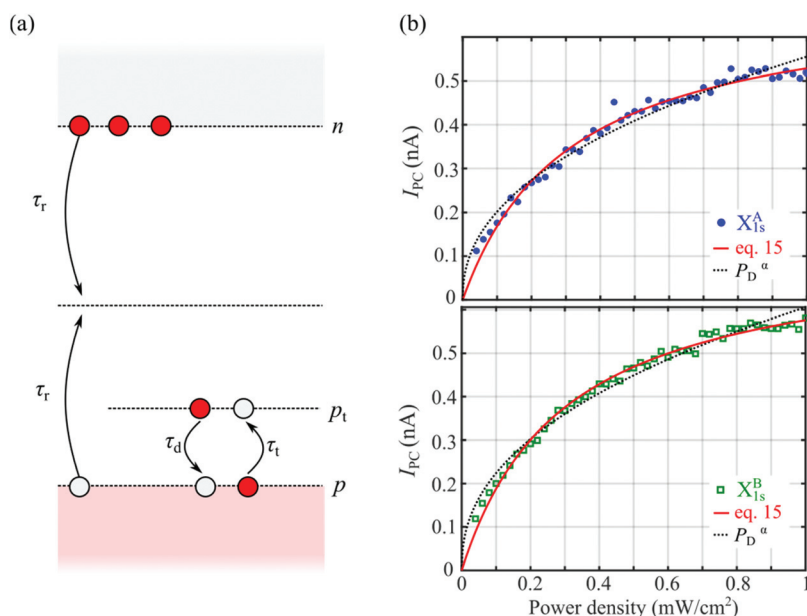 (a)
n
τr
τr
pt
τd
τt
p
(b)
0.5
0.4
0.3
0.2
0.1
0
IPC (nA)
X1sA
eq. 15
PDα
0.5
0.4
0.3
0.2
0.1
0
IPC (nA)
X1sB
eq. 15
PDα
0 0.2 0.4 0.6 0.8 1
Power density (mW/cm²)